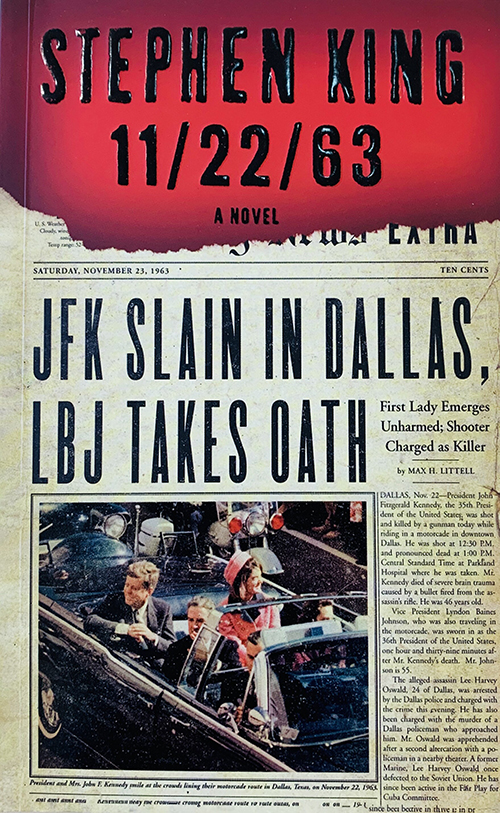 STEPHEN KING
11/22/63
A NOVEL
U. S. Weather
Cloudy, win
Temp range: 52
News EXTRA
SATURDAY, NOVEMBER 23, 1963
TEN CENTS
JFK SLAIN IN DALLAS,
LBJ TAKES OATH
First Lady Emerges
Unharmed; Shooter
Charged as Killer
by MAX H. LITTELL
DALLAS, Nov. 22—President John
Fitzgerald Kennedy, the 35th Presi-
dent of the United States, was shot
and killed by a gunman today while
riding in a motorcade in downtown
Dallas. He was shot at 12:30 P.M.
and pronounced dead at 1:00 P.M.
Central Standard Time at Parkland
Hospital where he was taken. Mr.
Kennedy died of severe brain trauma
caused by a bullet fired from the as-
sassin's rifle. He was 46 years old.
Vice President Lyndon Baines
Johnson, who was also traveling in
the motorcade, was sworn in as the
36th President of the United States,
one hour and thirty-nine minutes af-
ter Mr. Kennedy's death. Mr. John-
son is 55.
The alleged assassin Lee Harvey
Oswald, 24 of Dallas, was arrested
by the Dallas police and charged with
the crime this evening. He has also
been charged with the murder of a
Dallas policeman who approached
him. Mr. Oswald was apprehended
after a second altercation with a po-
liceman in a nearby theater. A former
Marine, Lee Harvey Oswald once
defected to the Soviet Union. He has
since been active in the Fair Play for
Cuba Committee.
President and Mrs. John F. Kennedy smile at the crowds lining their motorcade route in Dallas, Texas, on November 22, 1963.